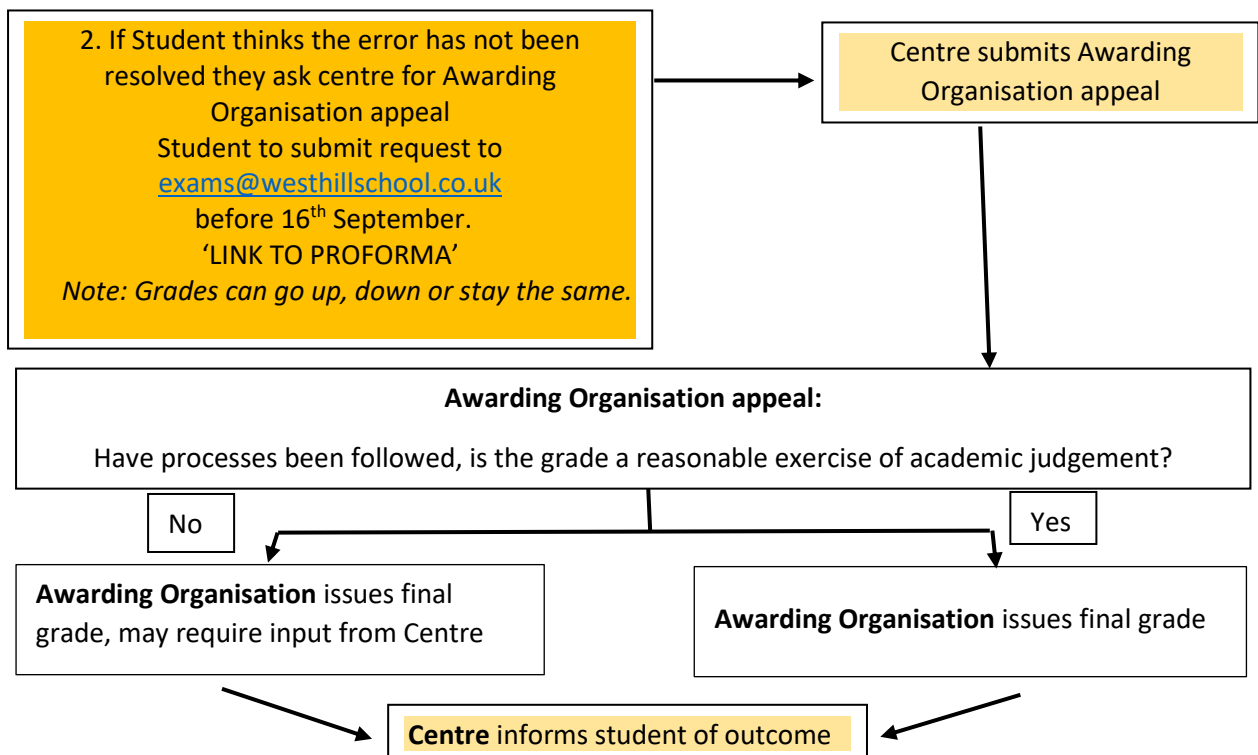 2. If Student thinks the error has not been
resolved they ask centre for Awarding
Organisation appeal
Student to submit request to
exams@westhillschool.co.uk
before 16th September.
‘LINK TO PROFORMA’
Note: Grades can go up, down or stay the same.
Centre submits Awarding
Organisation appeal
Awarding Organisation appeal:
Have processes been followed, is the grade a reasonable exercise of academic judgement?
No
Yes
Awarding Organisation issues final
grade, may require input from Centre
Awarding Organisation issues final grade
Centre informs student of outcome